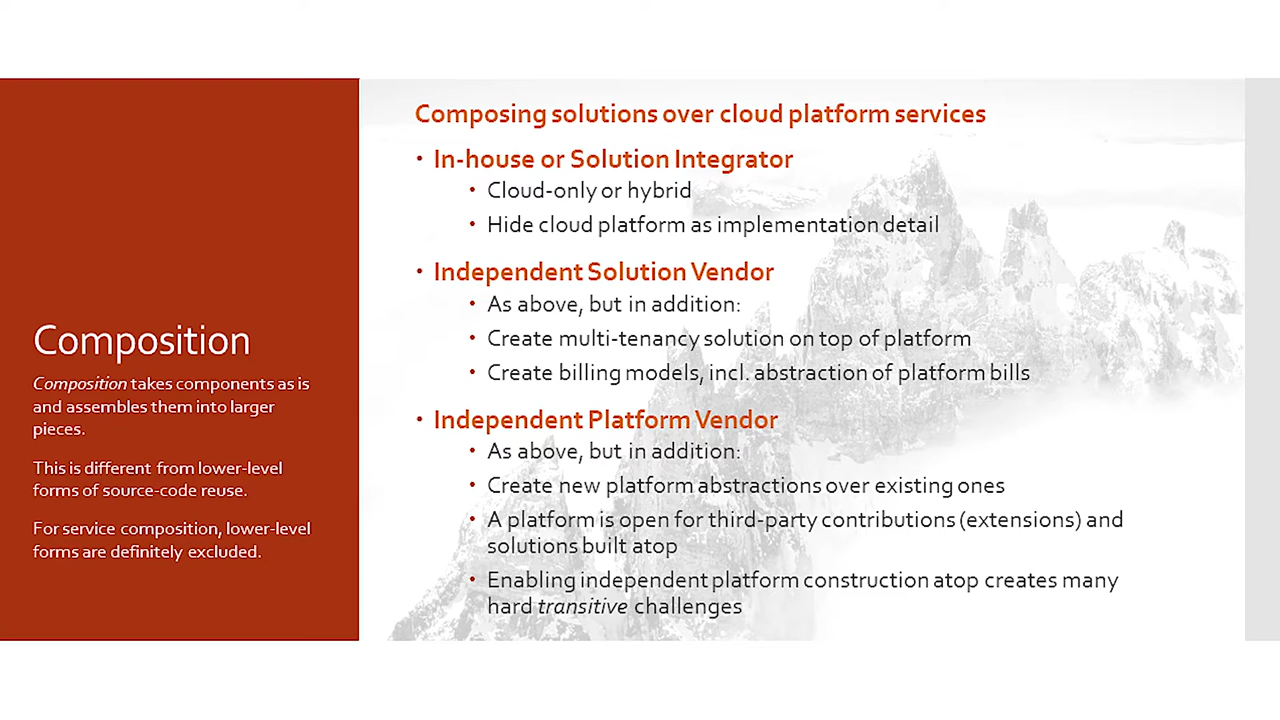 Composition
Composition takes components as is
and assembles them into larger
pieces.
This is different from lower-level
forms of source-code reuse.
For service composition, lower-level
forms are definitely excluded.
Composing solutions over cloud platform services
• In-house or Solution Integrator
• Cloud-only or hybrid
• Hide cloud platform as implementation detail
• Independent Solution Vendor
• As above, but in addition:
• Create multi-tenancy solution on top of platform
• Create billing models, incl. abstraction of platform bills
• Independent Platform Vendor
• As above, but in addition:
• Create new platform abstractions over existing ones
• A platform is open for third-party contributions (extensions) and
solutions built atop
• Enabling independent platform construction atop creates many
hard transitive challenges